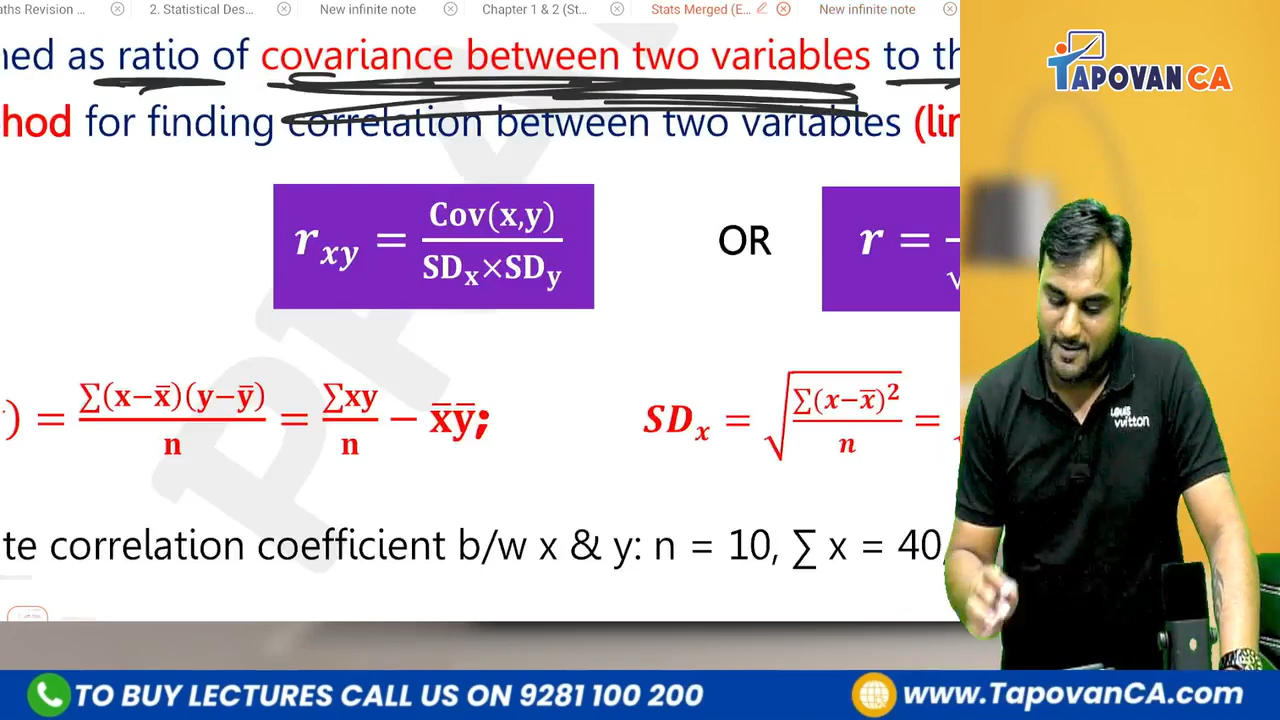 aths Revision 2. Statistical Des... New infinite note Chapter 1 & 2 (St... Stats Merged (E... New infinite note
TAPOVAN CA
ned as ratio of covariance between two variables to th
hod for finding correlation between two variables (lin
r_xy = Cov(x,y) / SD_x×SD_y OR r =
) = ∑(x−x̄)(y−ȳ) / n = ∑xy / n − x̄ȳ; SD_x = √(∑(x−x̄)² / n) =
te correlation coefficient b/w x & y: n = 10, ∑ x = 40,
LOUIS
vuitton
TO BUY LECTURES CALL US ON 9281 100 200 www.TapovanCA.com